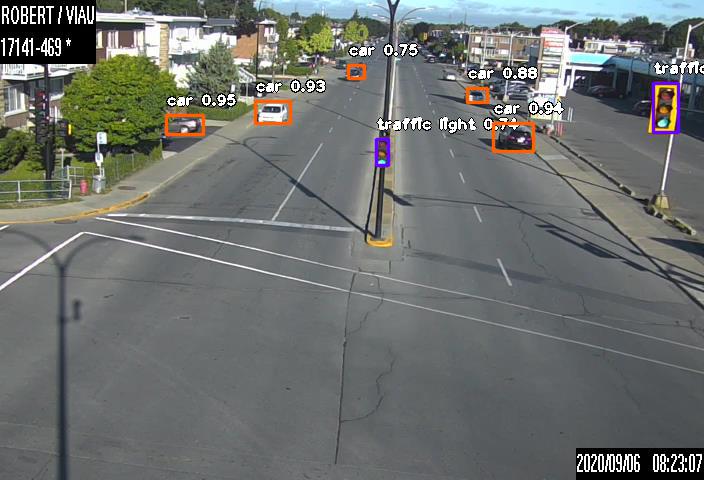 ROBERT / VIAU
17141-469 *
car 0.75
traffic
car 0.88
car 0.93
car 0.95
car 0.94
traffic light 0.74
2020/09/06 08:23:07